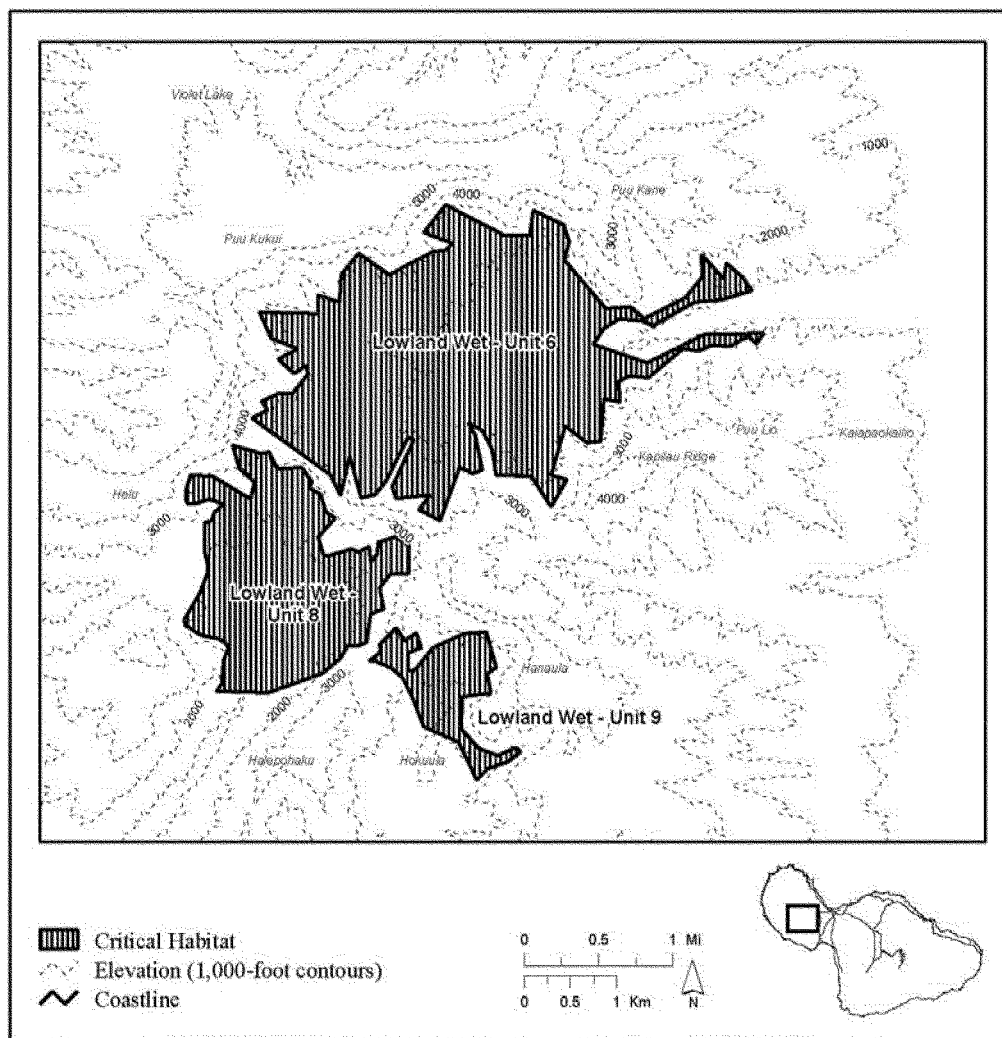 Violet Lake
1000
5000
4000
Puu Kane
Puu Kukui
3000
2000
Lowland Wet - Unit 6
4000
3000
Puu Lio
Kaiapaokailio
Kapilau Ridge
Helu
3000
3000
4000
3000
Lowland Wet -
Unit 8
Hanaula
3000
2000
2000
Lowland Wet - Unit 9
Halepohaku
Hokuula
Critical Habitat
Elevation (1,000-foot contours)
Coastline
0 0.5 1 Mi
0 0.5 1 Km
N